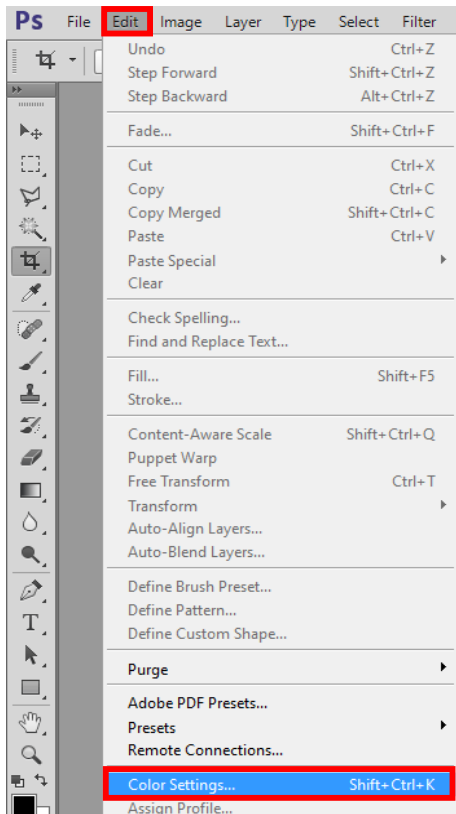 Ps File Edit Image Layer Type Select Filter
Undo Ctrl+Z
Step Forward Shift+Ctrl+Z
Step Backward Alt+Ctrl+Z
Fade... Shift+Ctrl+F
Cut Ctrl+X
Copy Ctrl+C
Copy Merged Shift+Ctrl+C
Paste Ctrl+V
Paste Special
Clear
Check Spelling...
Find and Replace Text...
Fill... Shift+F5
Stroke...
Content-Aware Scale Shift+Ctrl+Q
Puppet Warp
Free Transform Ctrl+T
Transform
Auto-Align Layers...
Auto-Blend Layers...
Define Brush Preset...
Define Pattern...
Define Custom Shape...
Purge
Adobe PDF Presets...
Presets
Remote Connections...
Color Settings... Shift+Ctrl+K
Assign Profile...